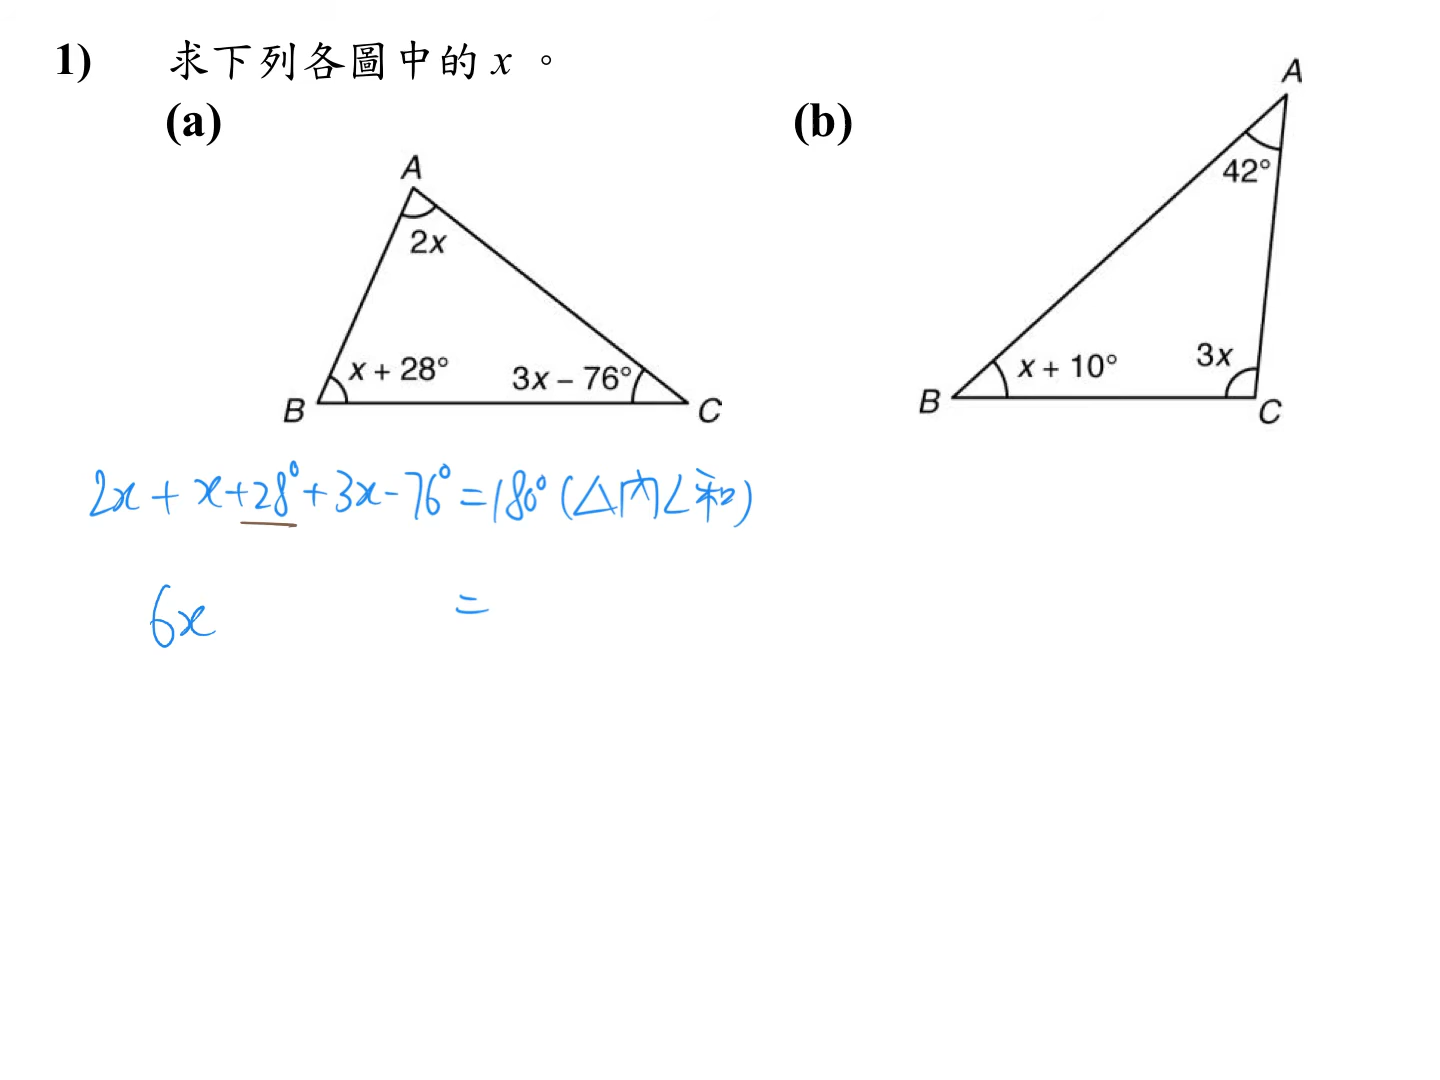 1) 求下列各圖中的 x 。
(a)
(b)
A
2x
x + 28°
3x – 76°
B
C
A
42°
x + 10°
3x
B
C
2x + x+28°+3x-76°=180° (△內∠和)
6x =